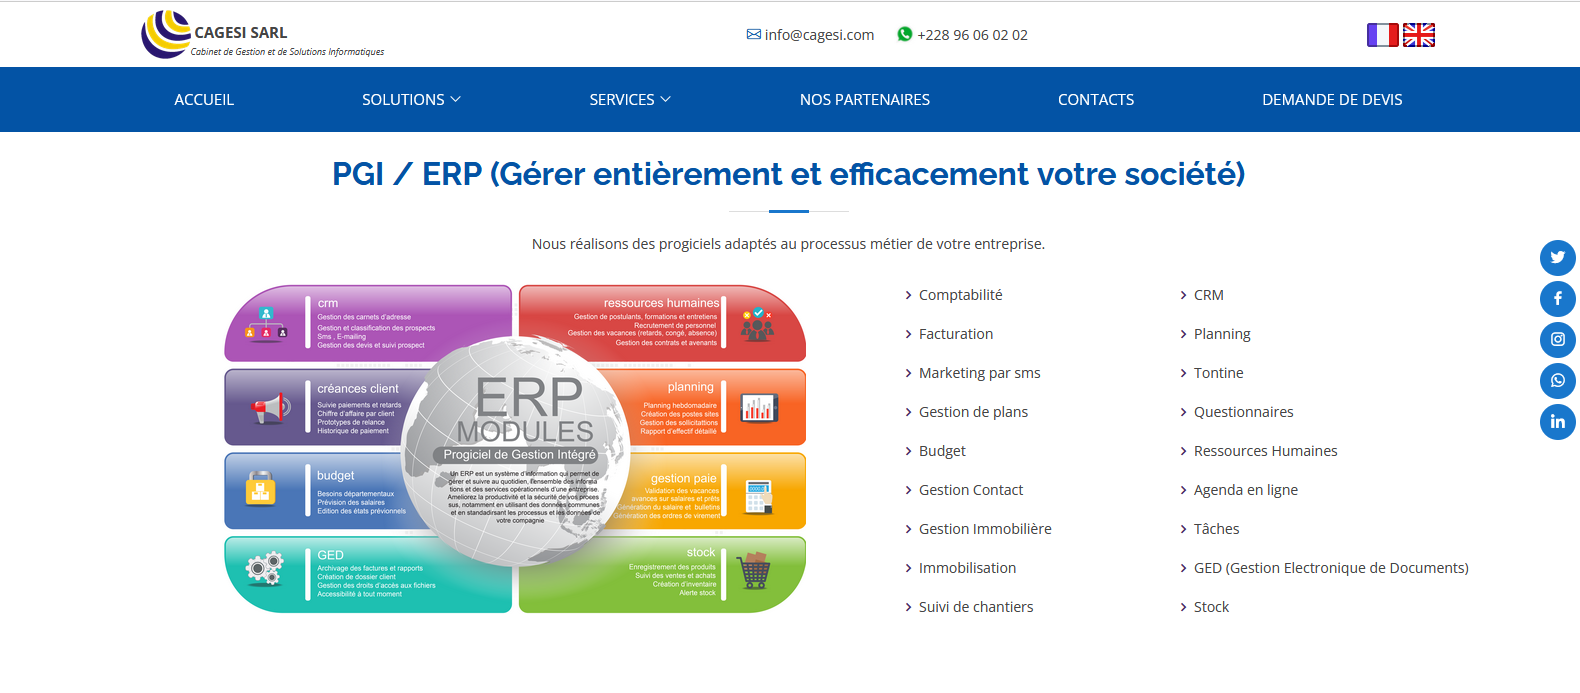 CAGESI SARL
Cabinet de Gestion et de Solutions Informatiques
info@cagesi.com
+228 96 06 02 02
ACCUEIL
SOLUTIONS
SERVICES
NOS PARTENAIRES
CONTACTS
DEMANDE DE DEVIS
PGI / ERP (Gérer entièrement et efficacement votre société)
Nous réalisons des progiciels adaptés au processus métier de votre entreprise.
crm
Gestion des carnets d'adresse
Gestion et classification des prospects
Sms , E-mailing
Gestion des devis et suivi prospect
créances client
Suivie paiements et retards
Chiffre d'affaire par client
Prototypes de relance
Historique de paiement
budget
Besoins départementaux
Prévision des salaires
Edition des états prévionnels
GED
Archivage des factures et rapports
Création de dossier client
Gestion des droits d'accès aux fichiers
Accessibilité à tout moment
ERP
MODULES
Progiciel de Gestion Intégré
Un ERP est un système d'information qui permet de
gérer et suivre au quotidien, l'ensemble des informa
tions et des services opérationnels d'une entreprise.
Ameliorez la productivité et la sécurité de vos proces
sus, notamment en utilisant des données communes
et en standadirsant les processus et les données de
votre compagnie
ressources humaines
Gestion de postulants, formations et entretiens
Recrutement de personnel
Gestion des vacances (retards, congé, absence)
Gestion des contrats et avenants
planning
Planning hebdomadaire
Création des postes sites
Gestion des sollicitattions
Rapport d'effectif détaillé
gestion paie
Validation des vacances
avances sur salaires et prêts
Génération du salaire et bulletins
Génération des ordres de virement
stock
Enregistrement des produits
Suivi des ventes et achats
Création d'inventaire
Alerte stock
Comptabilité
Facturation
Marketing par sms
Gestion de plans
Budget
Gestion Contact
Gestion Immobilière
Immobilisation
Suivi de chantiers
CRM
Planning
Tontine
Questionnaires
Ressources Humaines
Agenda en ligne
Tâches
GED (Gestion Electronique de Documents)
Stock